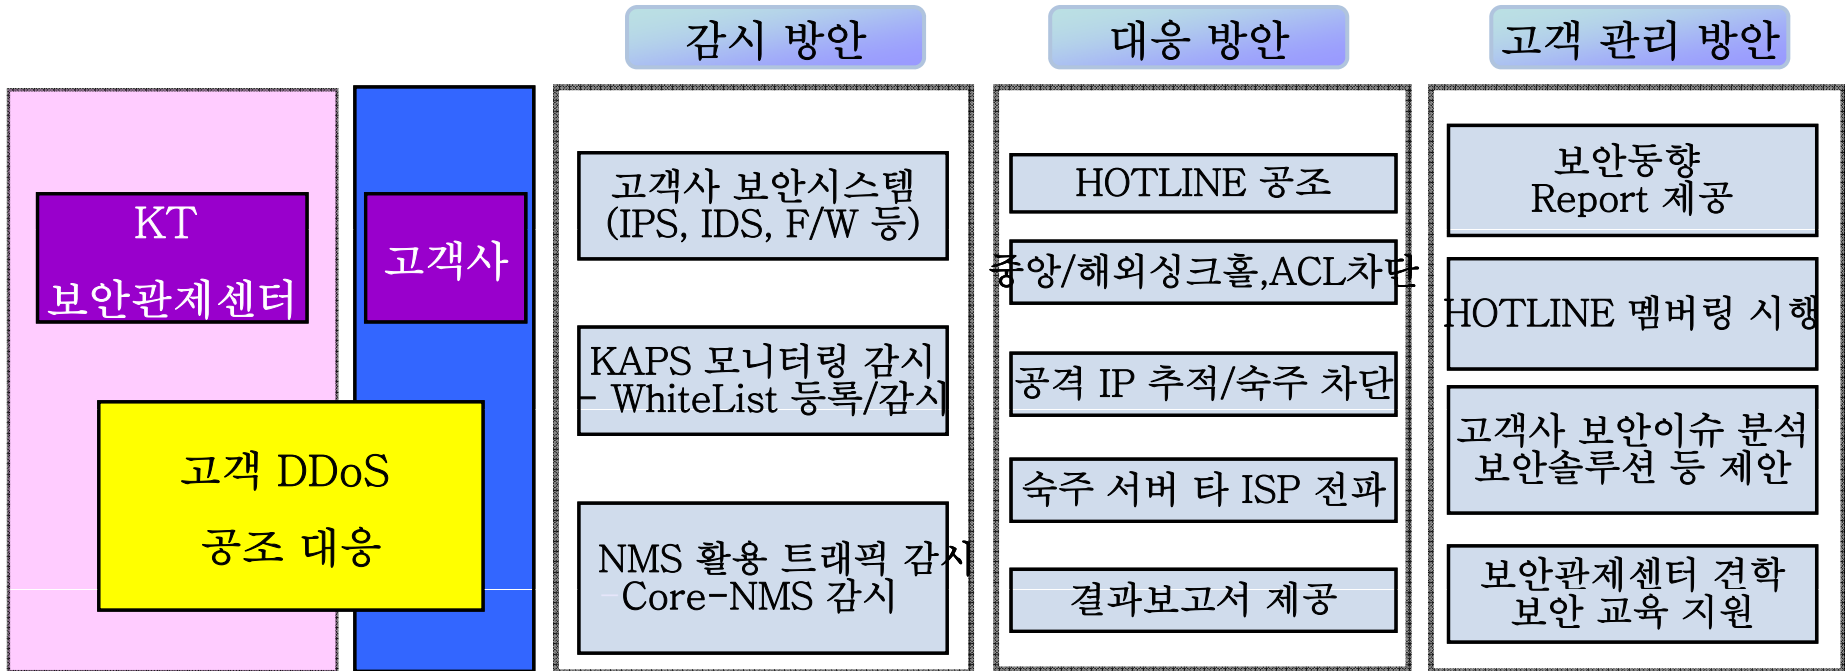 감시 방안
대응 방안
고객 관리 방안
KT
보안관제센터
고객사
고객 DDoS
공조 대응
고객사 보안시스템
(IPS, IDS, F/W 등)
KAPS 모니터링 감시
- WhiteList 등록/감시
NMS 활용 트래픽 감시
Core-NMS 감시
HOTLINE 공조
중앙/해외싱크홀,ACL차단
공격 IP 추적/숙주 차단
숙주 서버 타 ISP 전파
결과보고서 제공
보안동향
Report 제공
HOTLINE 멤버링 시행
고객사 보안이슈 분석
보안솔루션 등 제안
보안관제센터 견학
보안 교육 지원